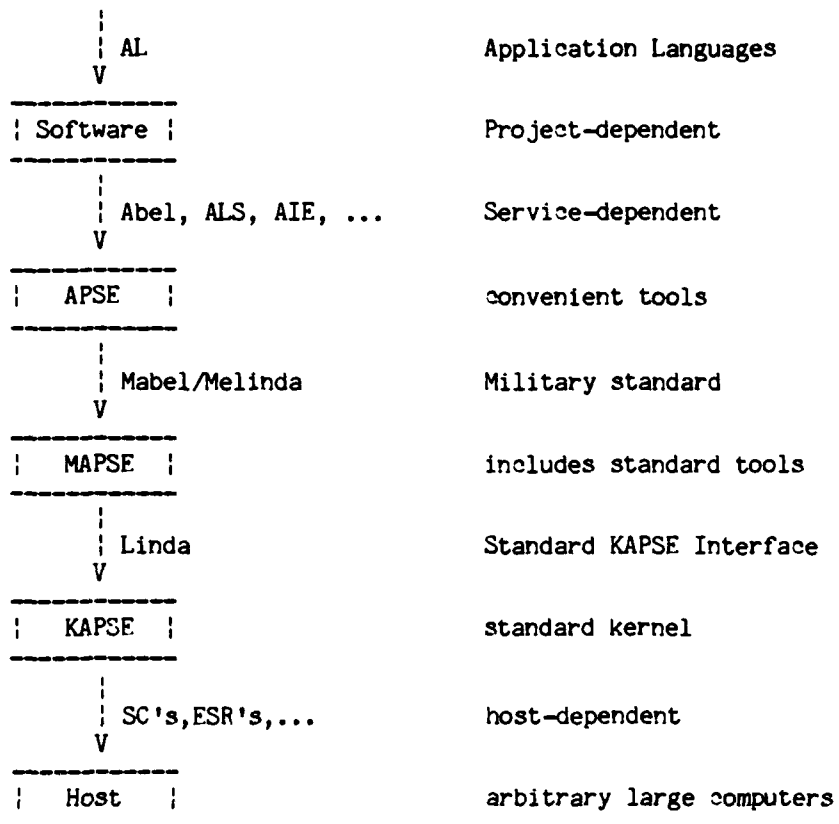 AL Application Languages
V
| Software | Project-dependent
Abel, ALS, AIE, ... Service-dependent
V
| APSE | convenient tools
Mabel/Melinda Military standard
V
| MAPSE | includes standard tools
Linda Standard KAPSE Interface
V
| KAPSE | standard kernel
SC's,ESR's,... host-dependent
V
| Host | arbitrary large computers